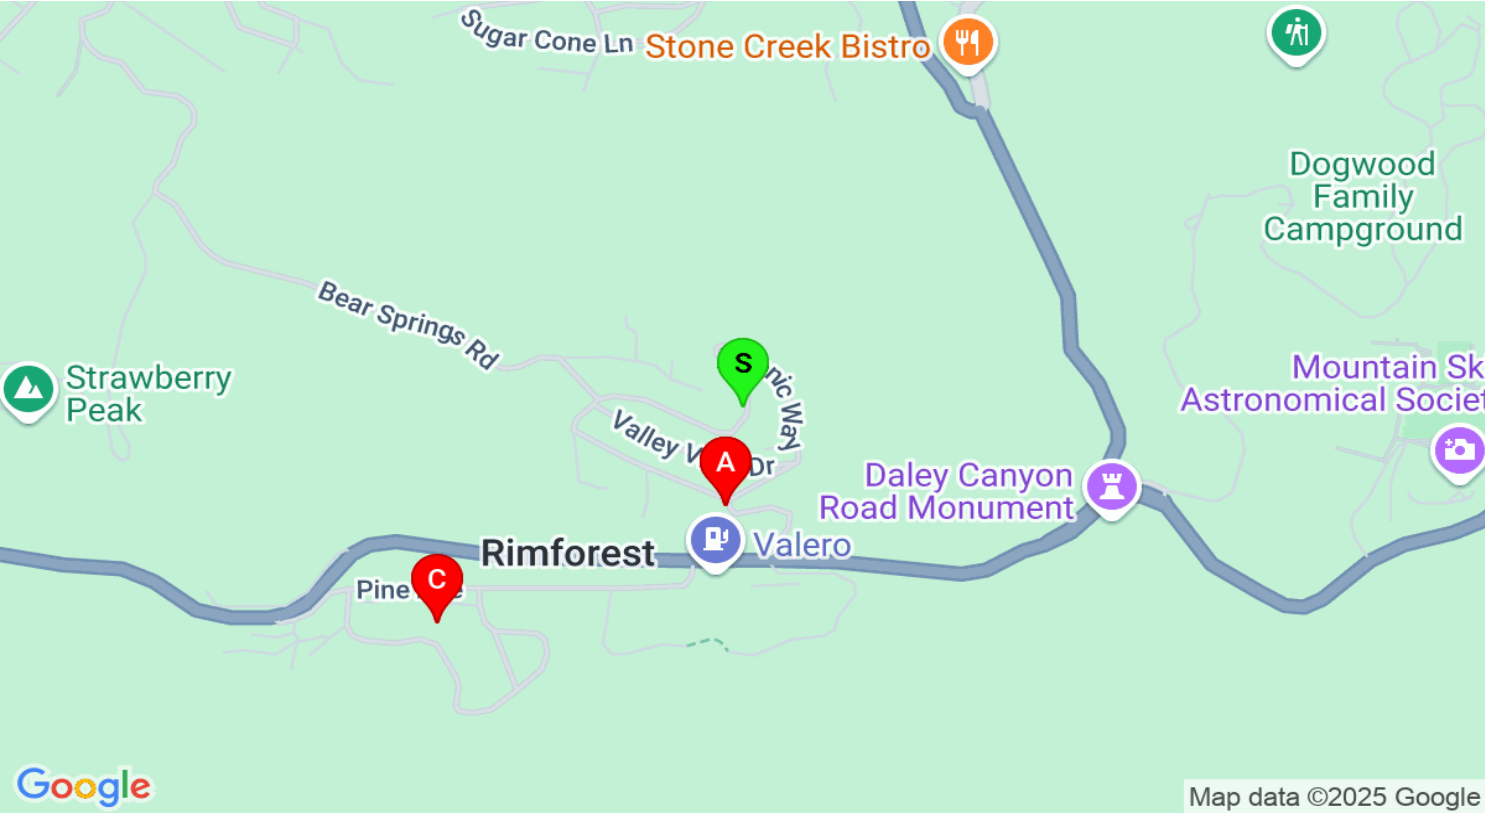 Sugar Cone Ln
Stone Creek Bistro
Dogwood
Family
Campground
Bear Springs Rd
S
Strawberry
Peak
Mountain Sk
Astronomical Societ
Way
Valley
Dr
A
Daley Canyon
Road Monument
Rimforest
Valero
C
Pine
Google
Map data ©2025 Google